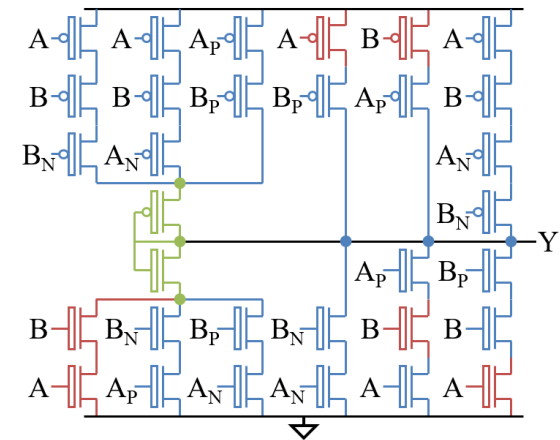 A A A_P A B A
B B B_P B_P A_P B
B_N A_N A_N
B_N
Y
A_P B_P
B B_N B_P B_N B B
A A_P A_N A_N A A